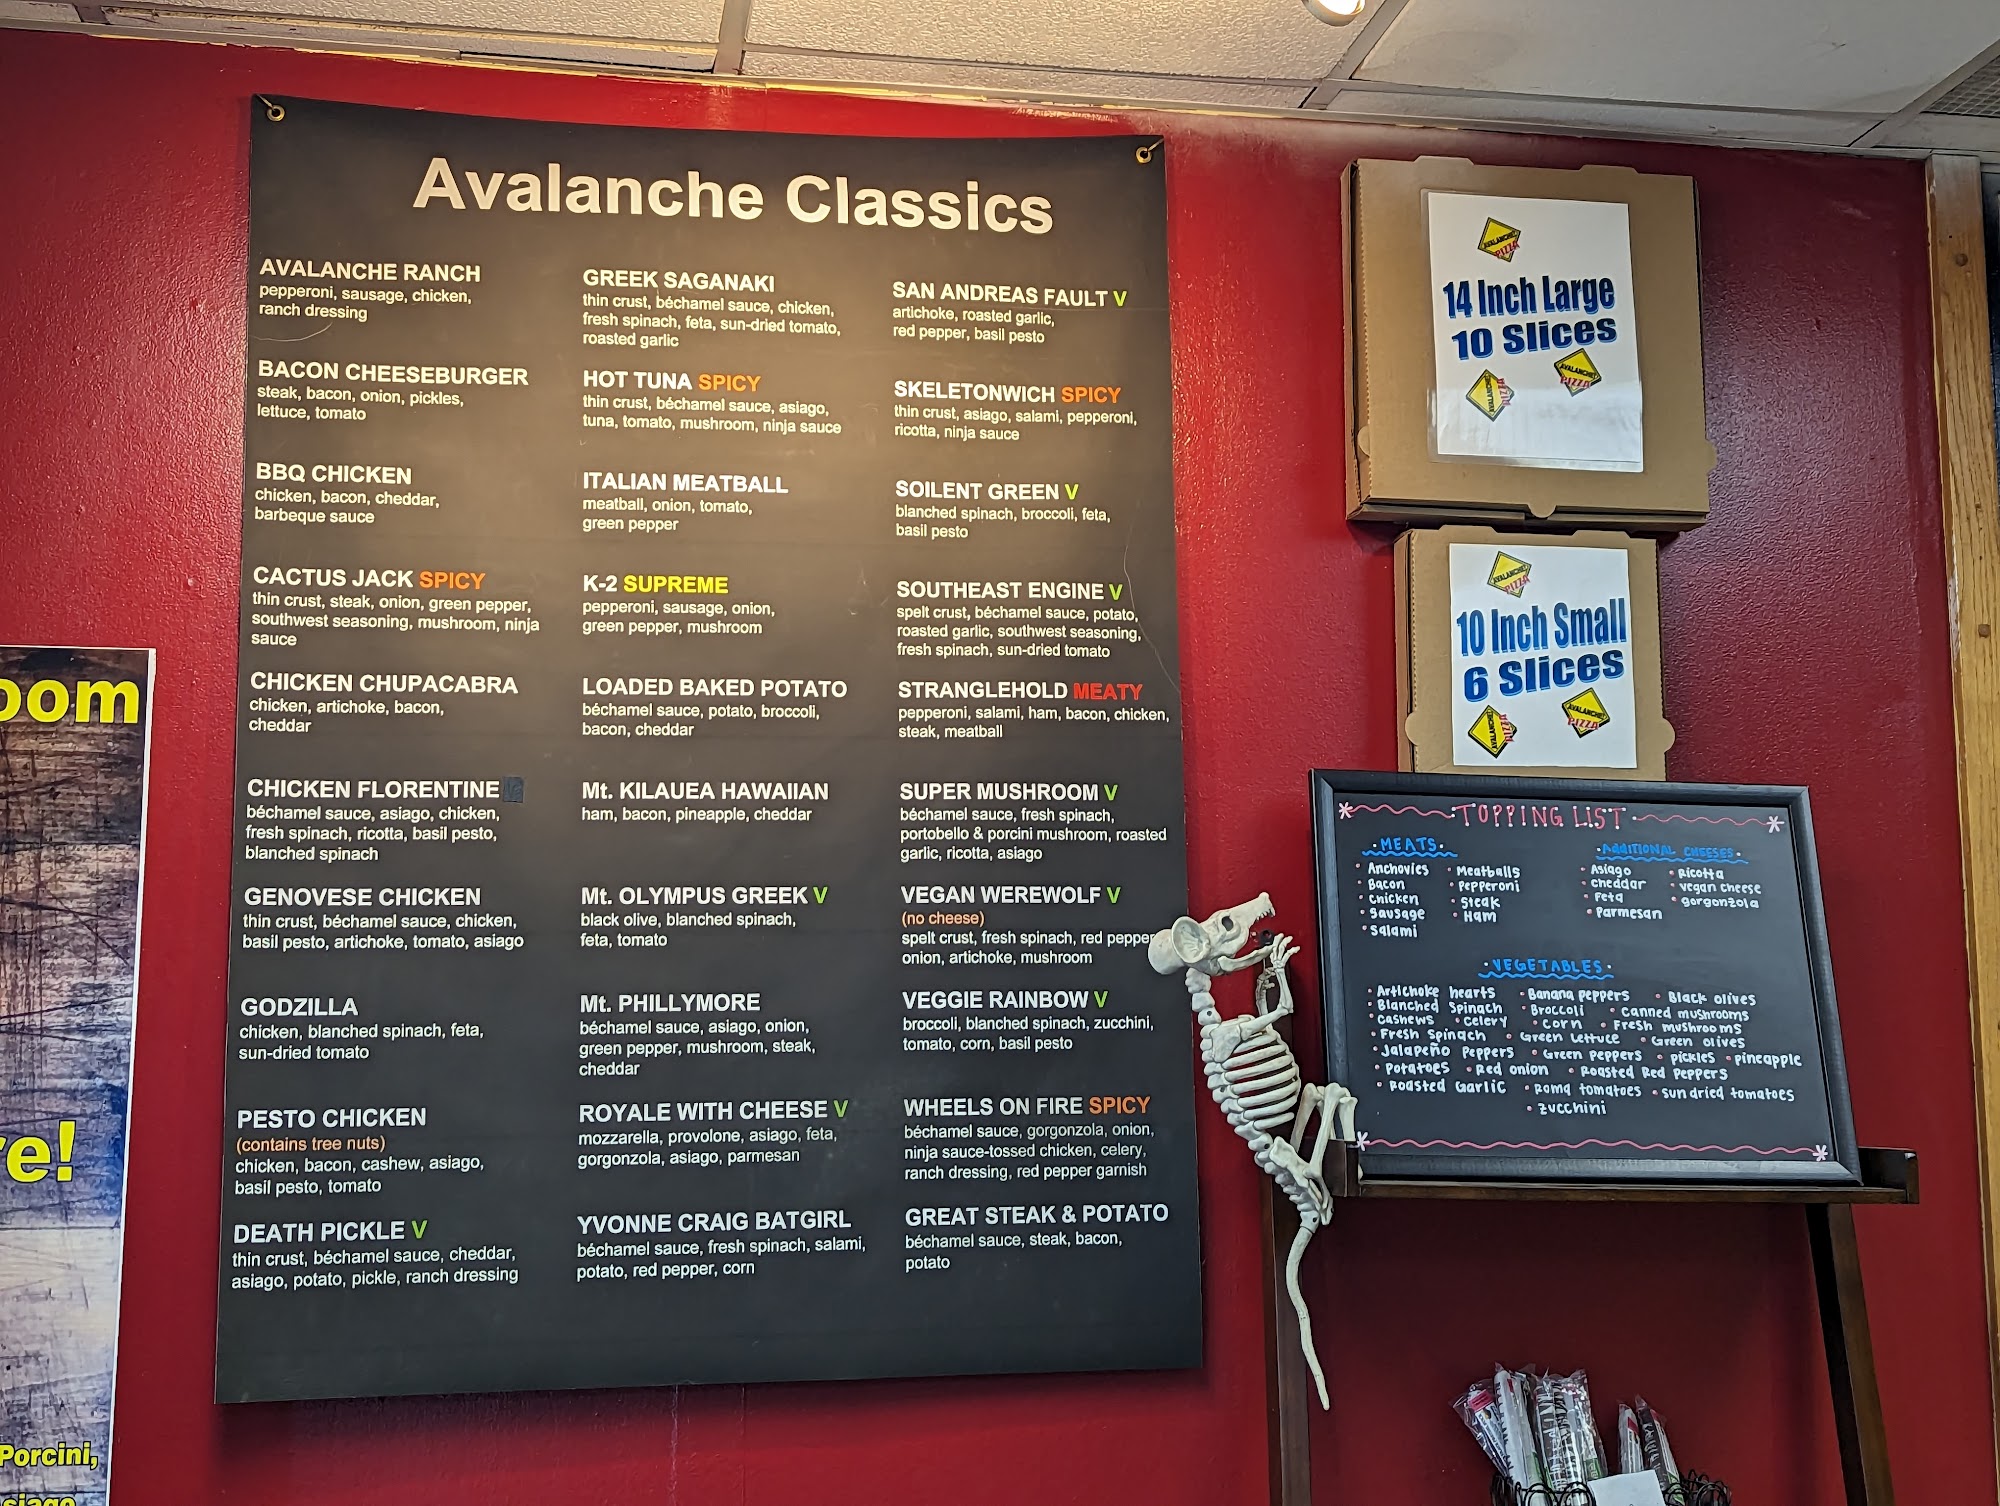 Avalanche Classics
AVALANCHE RANCH
pepperoni, sausage, chicken,
ranch dressing
BACON CHEESEBURGER
steak, bacon, onion, pickles,
lettuce, tomato
BBQ CHICKEN
chicken, bacon, cheddar,
barbeque sauce
CACTUS JACK SPICY
thin crust, steak, onion, green pepper,
southwest seasoning, mushroom, ninja
sauce
CHICKEN CHUPACABRA
chicken, artichoke, bacon,
cheddar
CHICKEN FLORENTINE
béchamel sauce, asiago, chicken,
fresh spinach, ricotta, basil pesto,
blanched spinach
GENOVESE CHICKEN
thin crust, béchamel sauce, chicken,
basil pesto, artichoke, tomato, asiago
GODZILLA
chicken, blanched spinach, feta,
sun-dried tomato
PESTO CHICKEN
(contains tree nuts)
chicken, bacon, cashew, asiago,
basil pesto, tomato
DEATH PICKLE V
thin crust, béchamel sauce, cheddar,
asiago, potato, pickle, ranch dressing
GREEK SAGANAKI
thin crust, béchamel sauce, chicken,
fresh spinach, feta, sun-dried tomato,
roasted garlic
HOT TUNA SPICY
thin crust, béchamel sauce, asiago,
tuna, tomato, mushroom, ninja sauce
ITALIAN MEATBALL
meatball, onion, tomato,
green pepper
K-2 SUPREME
pepperoni, sausage, onion,
green pepper, mushroom
LOADED BAKED POTATO
béchamel sauce, potato, broccoli,
bacon, cheddar
Mt. KILAUEA HAWAIIAN
ham, bacon, pineapple, cheddar
Mt. OLYMPUS GREEK V
black olive, blanched spinach,
feta, tomato
Mt. PHILLYMORE
béchamel sauce, asiago, onion,
green pepper, mushroom, steak,
cheddar
ROYALE WITH CHEESE V
mozzarella, provolone, asiago, feta,
gorgonzola, asiago, parmesan
YVONNE CRAIG BATGIRL
béchamel sauce, fresh spinach, salami,
potato, red pepper, corn
SAN ANDREAS FAULT V
artichoke, roasted garlic,
red pepper, basil pesto
SKELETONWICH SPICY
thin crust, asiago, salami, pepperoni,
ricotta, ninja sauce
SOILENT GREEN V
blanched spinach, broccoli, feta,
basil pesto
SOUTHEAST ENGINE V
spelt crust, béchamel sauce, potato,
roasted garlic, southwest seasoning,
fresh spinach, sun-dried tomato
STRANGLEHOLD MEATY
pepperoni, salami, ham, bacon, chicken,
steak, meatball
SUPER MUSHROOM V
béchamel sauce, fresh spinach,
portobello & porcini mushroom, roasted
garlic, ricotta, asiago
VEGAN WEREWOLF V
(no cheese)
spelt crust, fresh spinach, red pepper
onion, artichoke, mushroom
VEGGIE RAINBOW V
broccoli, blanched spinach, zucchini,
tomato, corn, basil pesto
WHEELS ON FIRE SPICY
béchamel sauce, gorgonzola, onion,
ninja sauce-tossed chicken, celery,
ranch dressing, red pepper garnish
GREAT STEAK & POTATO
béchamel sauce, steak, bacon,
potato
AVALANCHE!
PIZZA
14 Inch Large
10 Slices
AVALANCHE!
PIZZA
AVALANCHE!
PIZZA
AVALANCHE!
PIZZA
10 Inch Small
6 Slices
AVALANCHE!
PIZZA
AVALANCHE!
PIZZA
TOPPING LIST
MEATS
Anchovies
Bacon
Chicken
Sausage
Salami
Meatballs
Pepperoni
Steak
Ham
ADDITIONAL CHEESES
Asiago
Cheddar
Feta
Parmesan
Ricotta
Vegan Cheese
gorgonzola
VEGETABLES
Artichoke hearts • Banana Peppers • Black olives
Blanched Spinach • Broccoli • Canned mushrooms
Cashews • Celery • Corn • Fresh mushrooms
Fresh Spinach • Green Lettuce • Green olives
Jalapeño Peppers • Green Peppers • pickles • pineapple
Potatoes • Red onion • Roasted Red Peppers
Roasted Garlic • Roma tomatoes • sundried tomatoes
• zucchini
oom
re!
Porcini,